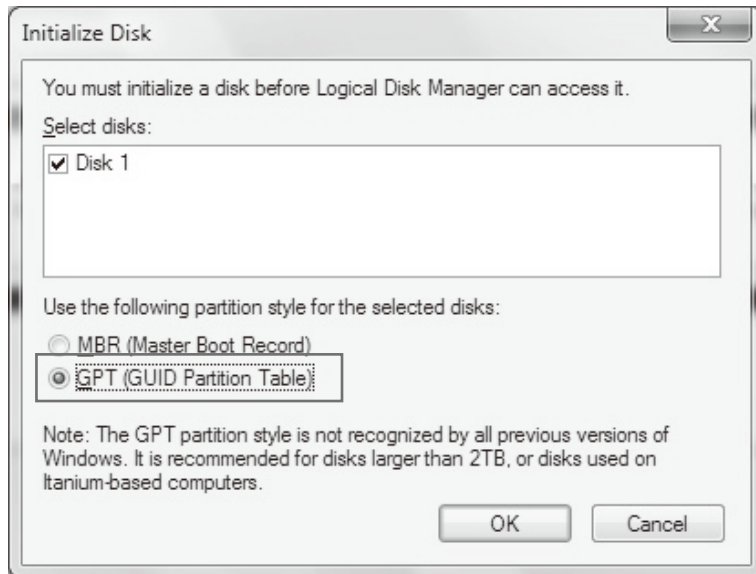 Initialize Disk
You must initialize a disk before Logical Disk Manager can access it.
Select disks:
Disk 1
Use the following partition style for the selected disks:
MBR (Master Boot Record)
GPT (GUID Partition Table)
Note: The GPT partition style is not recognized by all previous versions of
Windows. It is recommended for disks larger than 2TB, or disks used on
Itanium-based computers.
OK Cancel